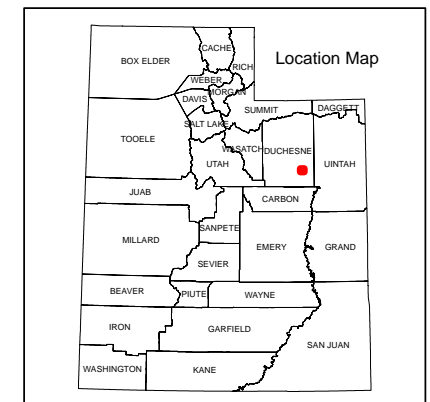 Location Map
CACHE
BOX ELDER
RICH
WEBER
MORGAN
DAVIS
SUMMIT
DAGGETT
SALT LAKE
TOOELE
WASATCH
DUCHESNE
UTAH
UINTAH
JUAB
CARBON
SANPETE
MILLARD
EMERY
GRAND
SEVIER
BEAVER
PIUTE
WAYNE
IRON
GARFIELD
SAN JUAN
WASHINGTON
KANE